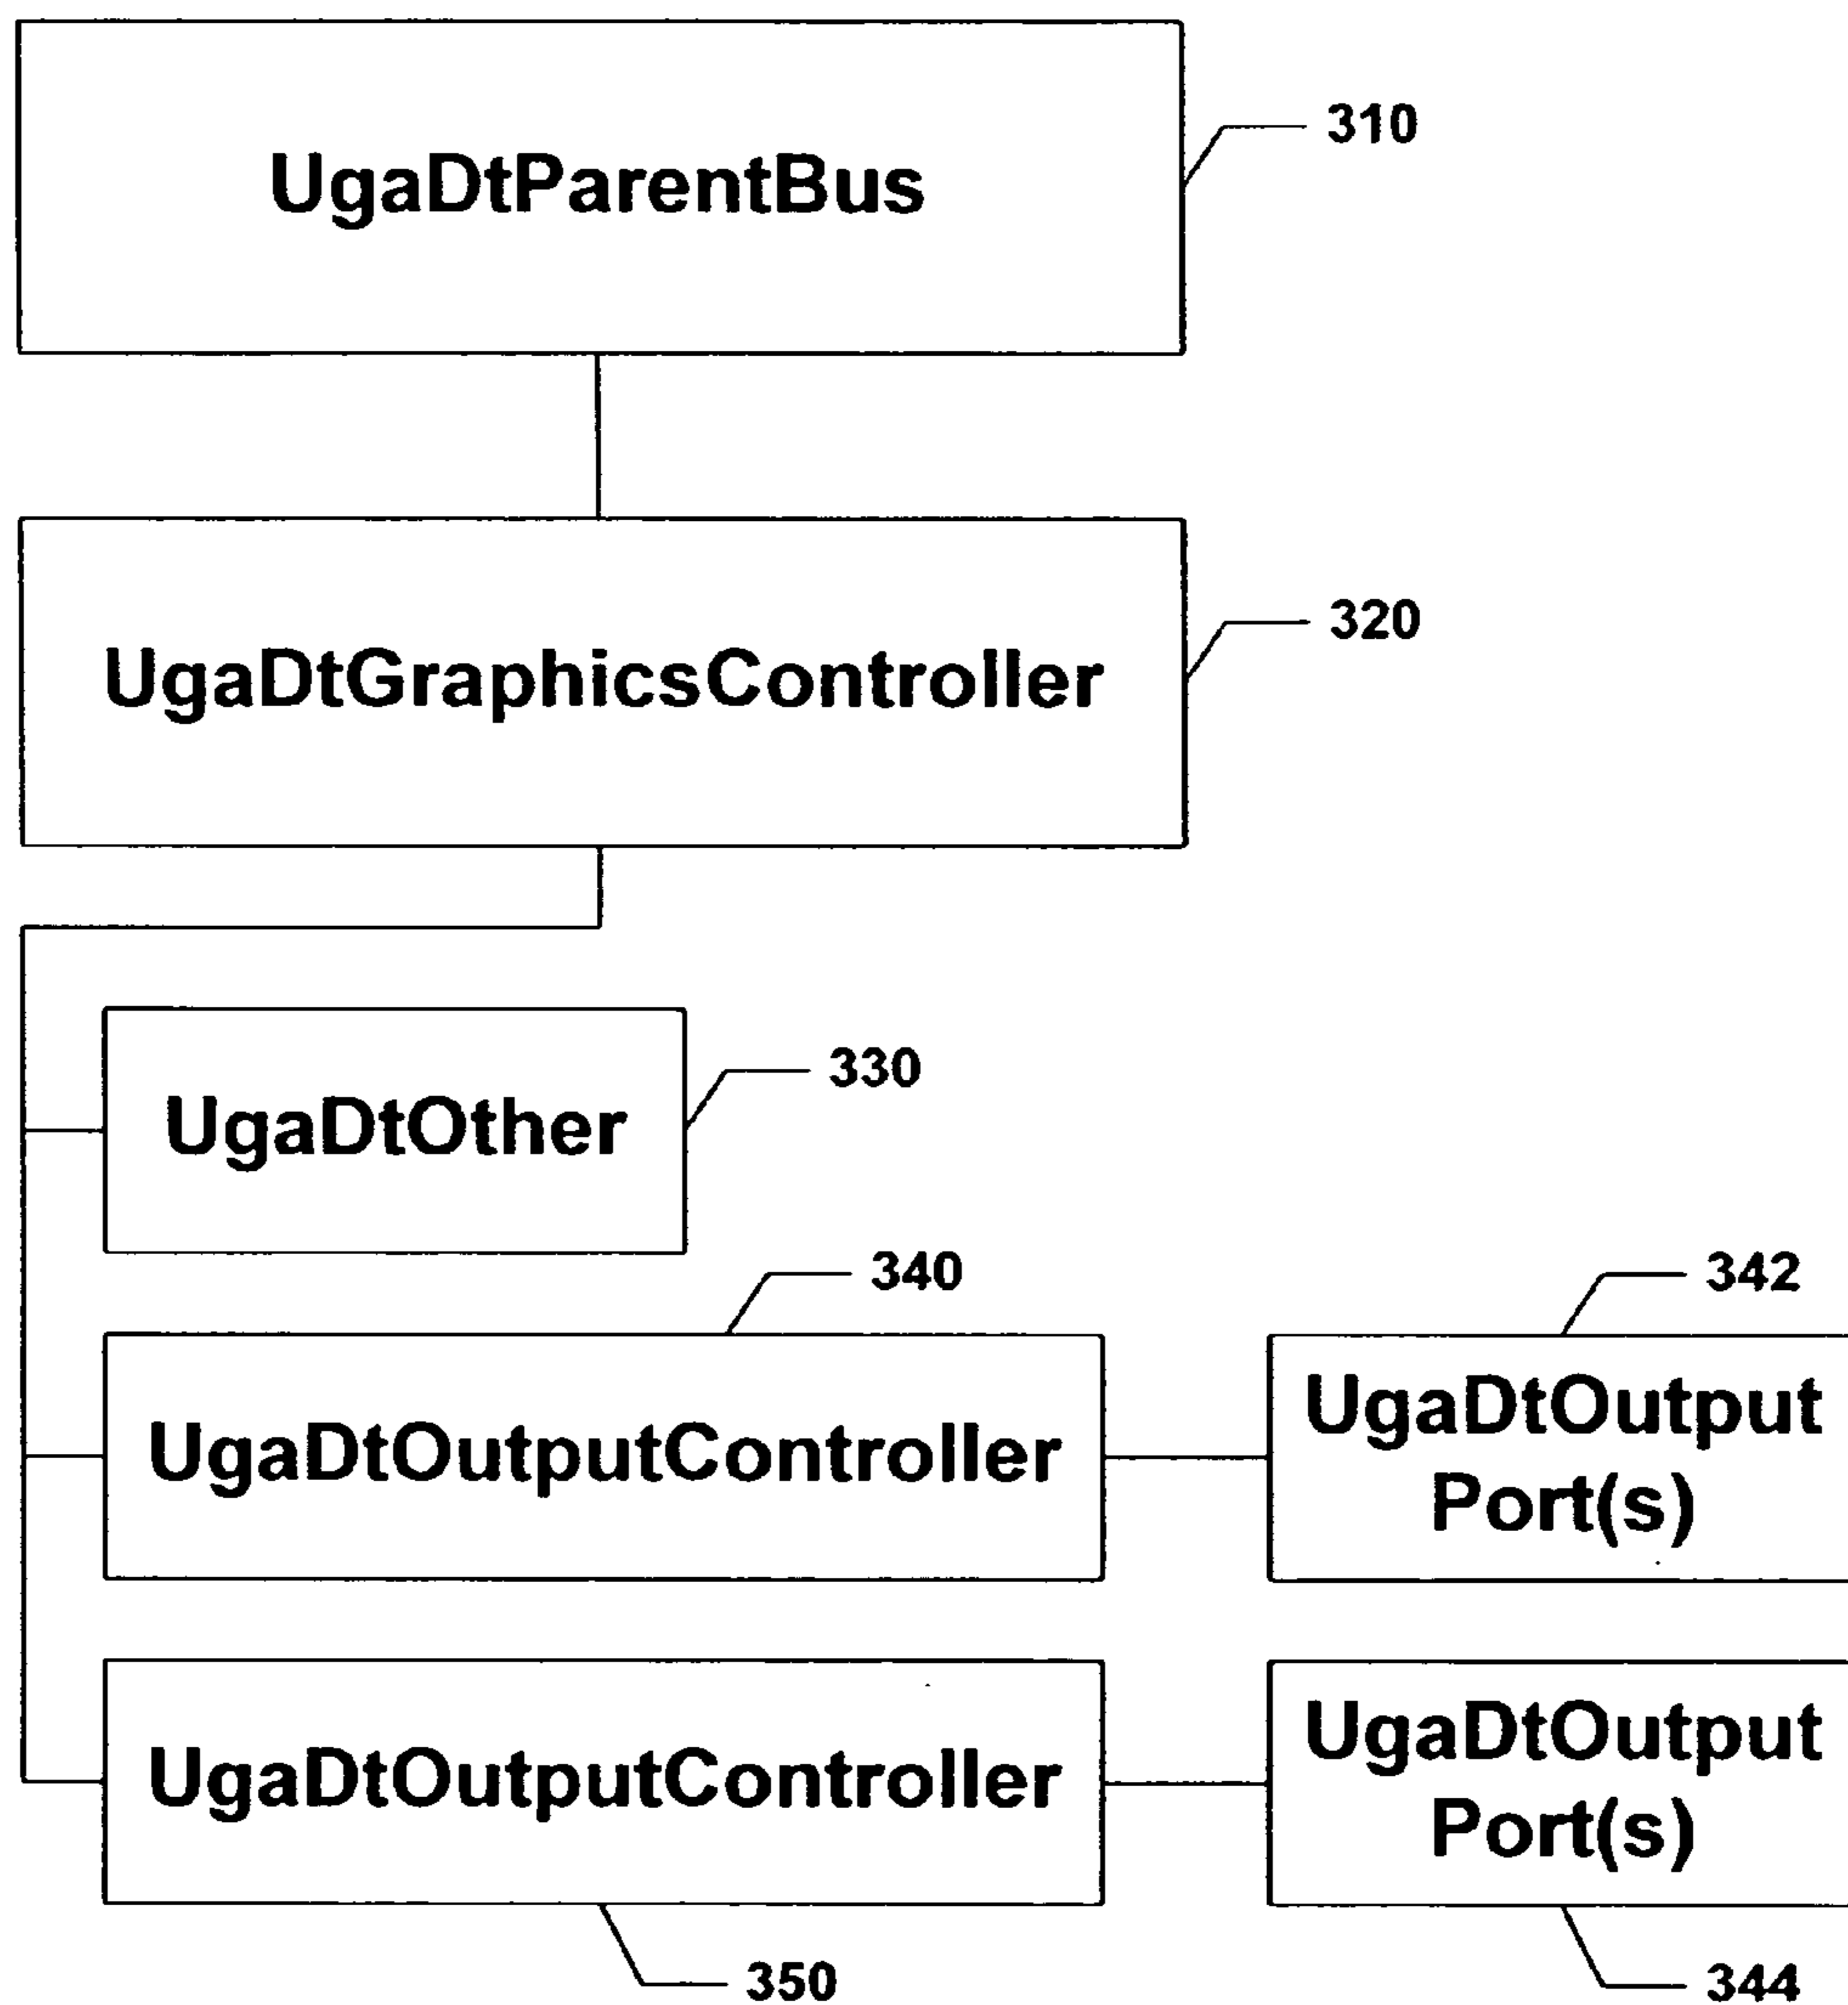 UgaDtParentBus
310
UgaDtGraphicsController
320
UgaDtOther
330
340
342
UgaDtOutputController
UgaDtOutput
Port(s)
UgaDtOutputController
UgaDtOutput
Port(s)
350
344